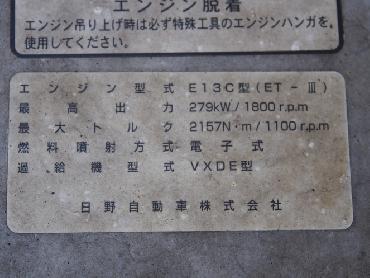 エンジン脱着
エンジン吊り上げ時は必ず特殊工具のエンジンハンガを、
使用してください。
エンジン型式 E13C型(ET-Ⅲ)
最高出力 279kW/1800r.p.m
最大トルク 2157N・m/1100r.p.m
燃料噴射方式 電子式
過給機型式 VXDE型
日野自動車株式会社